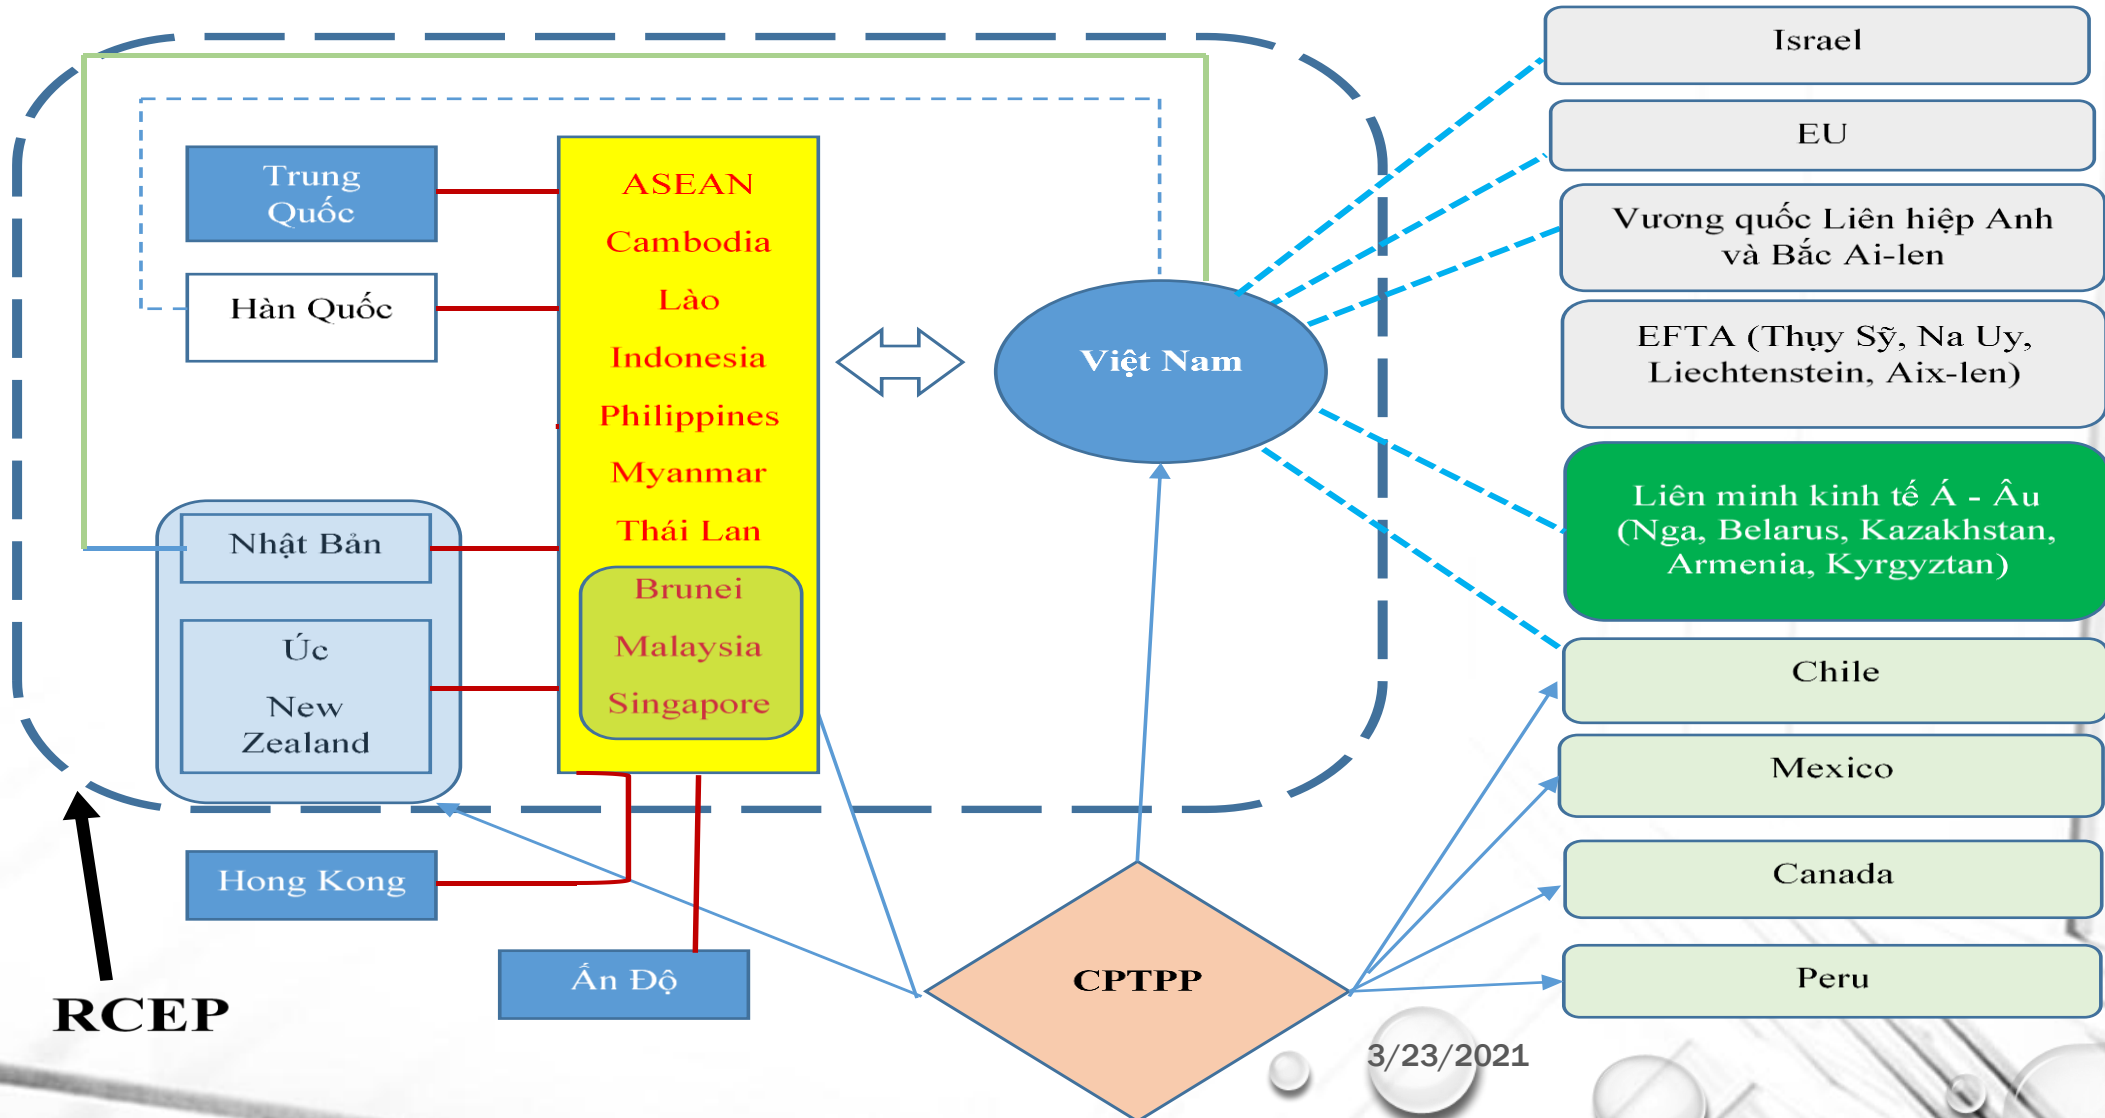 Israel
EU
Vương quốc Liên hiệp Anh
và Bắc Ai-len
EFTA (Thụy Sỹ, Na Uy,
Liechtenstein, Aix-len)
Liên minh kinh tế Á - Âu
(Nga, Belarus, Kazakhstan,
Armenia, Kyrgyztan)
Chile
Mexico
Canada
Peru
Trung
Quốc
Hàn Quốc
Nhật Bản
Úc
New
Zealand
Hong Kong
Ấn Độ
ASEAN
Cambodia
Lào
Indonesia
Philippines
Myanmar
Thái Lan
Brunei
Malaysia
Singapore
Việt Nam
CPTPP
RCEP
3/23/2021